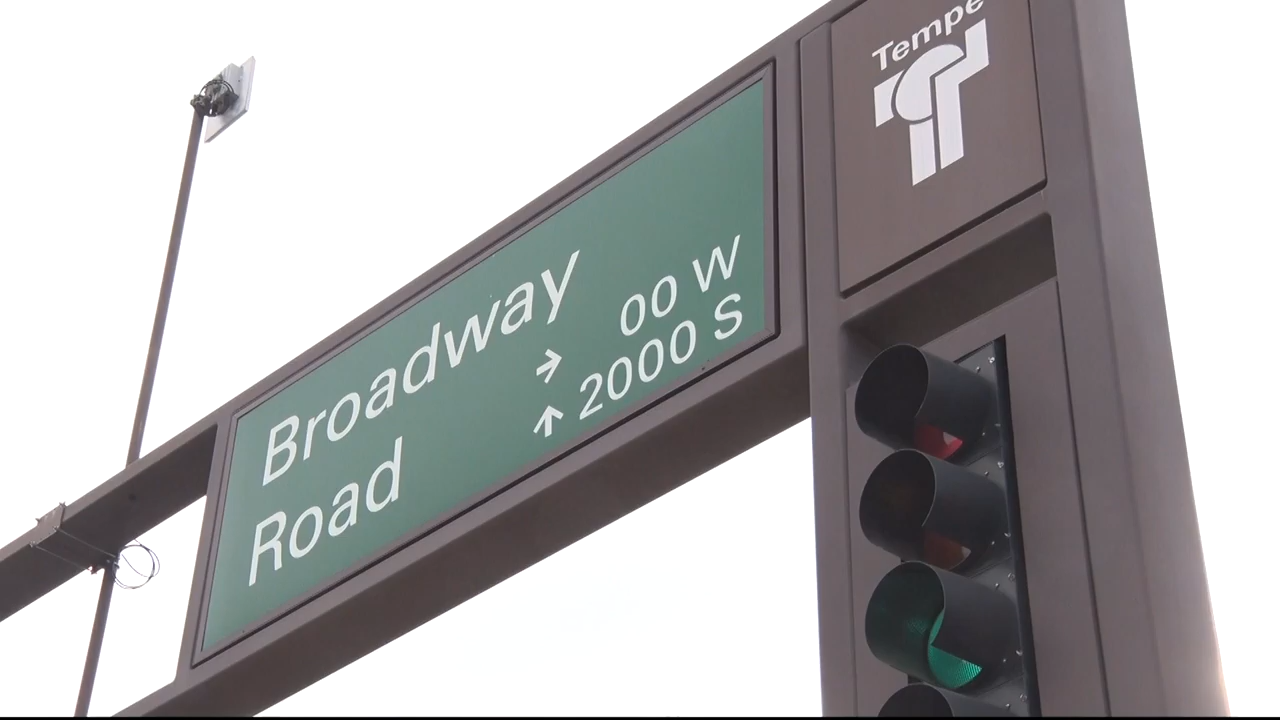 Tempe
Broadway
Road
→ 00 W
↑ 2000 S